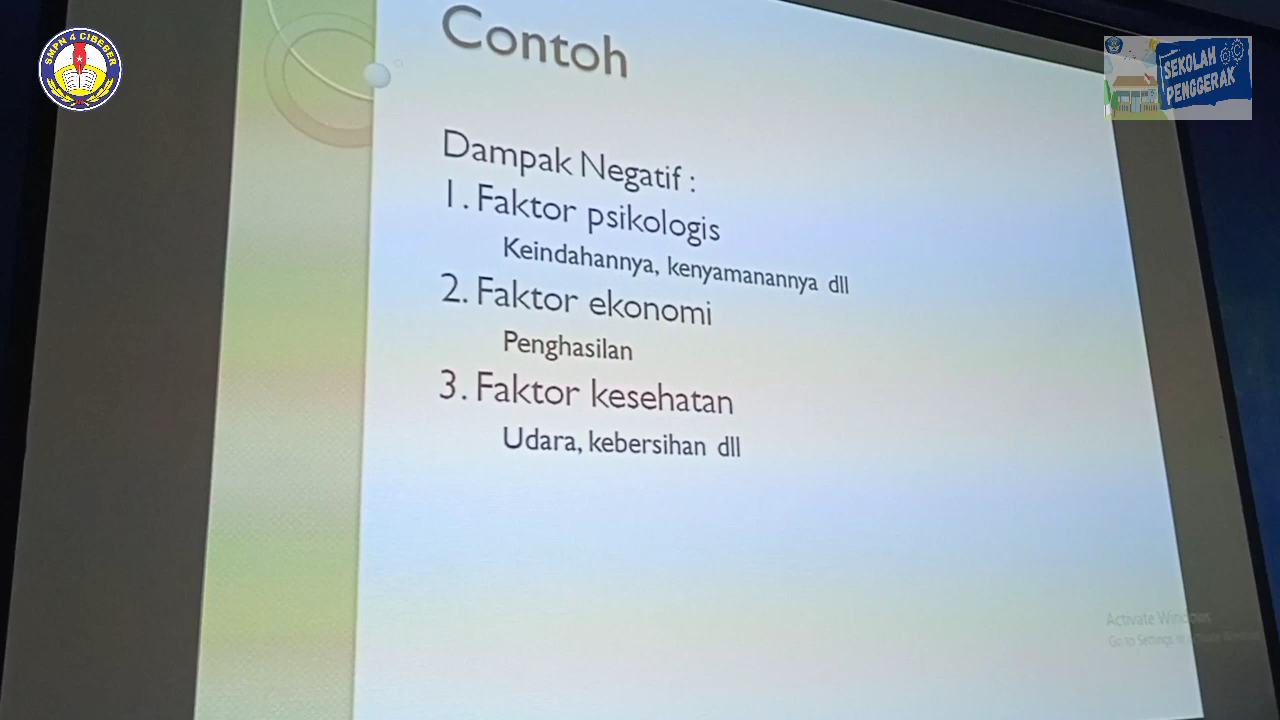 SMPN 4 CIBEBER
SEKOLAH
PENGGERAK
Contoh
Dampak Negatif :
1. Faktor psikologis
Keindahannya, kenyamanannya dll
2. Faktor ekonomi
Penghasilan
3. Faktor kesehatan
Udara, kebersihan dll
Activate Windows
Go to Settings to activate Windows